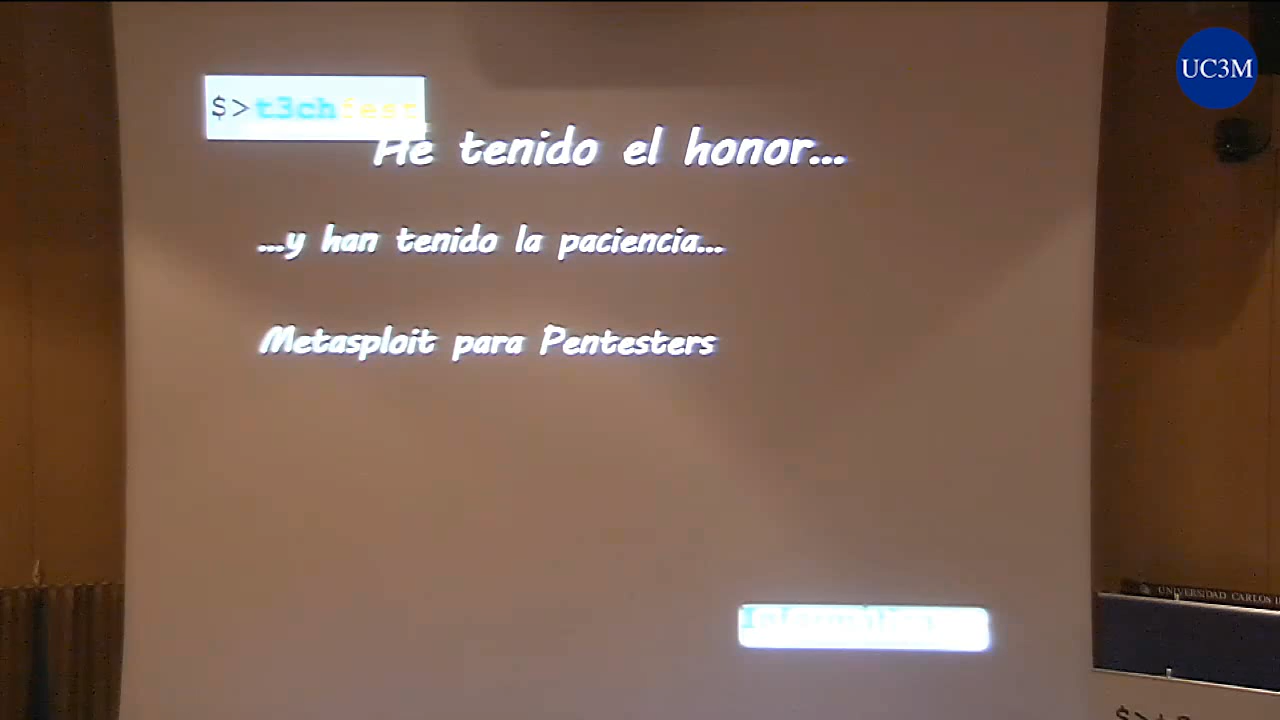 UC3M
$>t3chfest
He tenido el honor...
...y han tenido la paciencia...
Metasploit para Pentesters
UNIVERSIDAD CARLOS